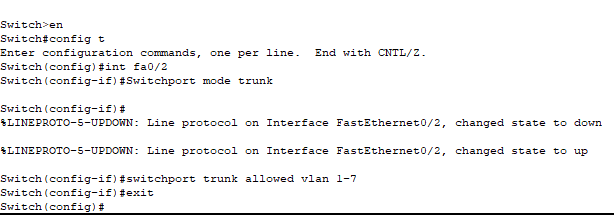 Switch>en
Switch#config t
Enter configuration commands, one per line.  End with CNTL/Z.
Switch(config)#int fa0/2
Switch(config-if)#Switchport mode trunk
Switch(config-if)#
%LINEPROTO-5-UPDOWN: Line protocol on Interface FastEthernet0/2, changed state to down
%LINEPROTO-5-UPDOWN: Line protocol on Interface FastEthernet0/2, changed state to up
Switch(config-if)#switchport trunk allowed vlan 1-7
Switch(config-if)#exit
Switch(config)#